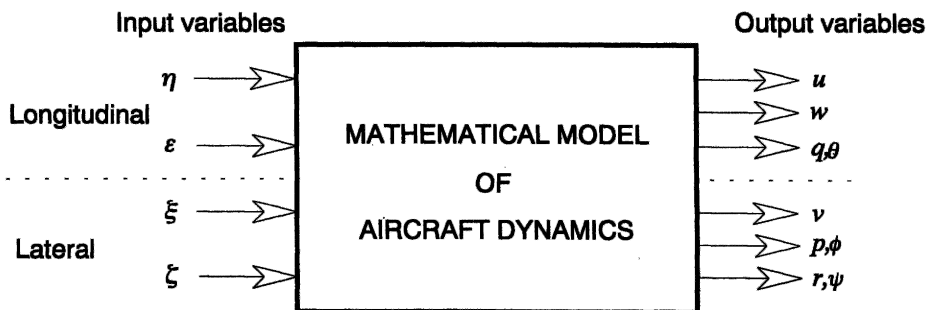 Input variables
Output variables
η
u
Longitudinal
w
ε
q,θ
MATHEMATICAL MODEL
OF
AIRCRAFT DYNAMICS
ξ
v
Lateral
p,ϕ
ζ
r,ψ